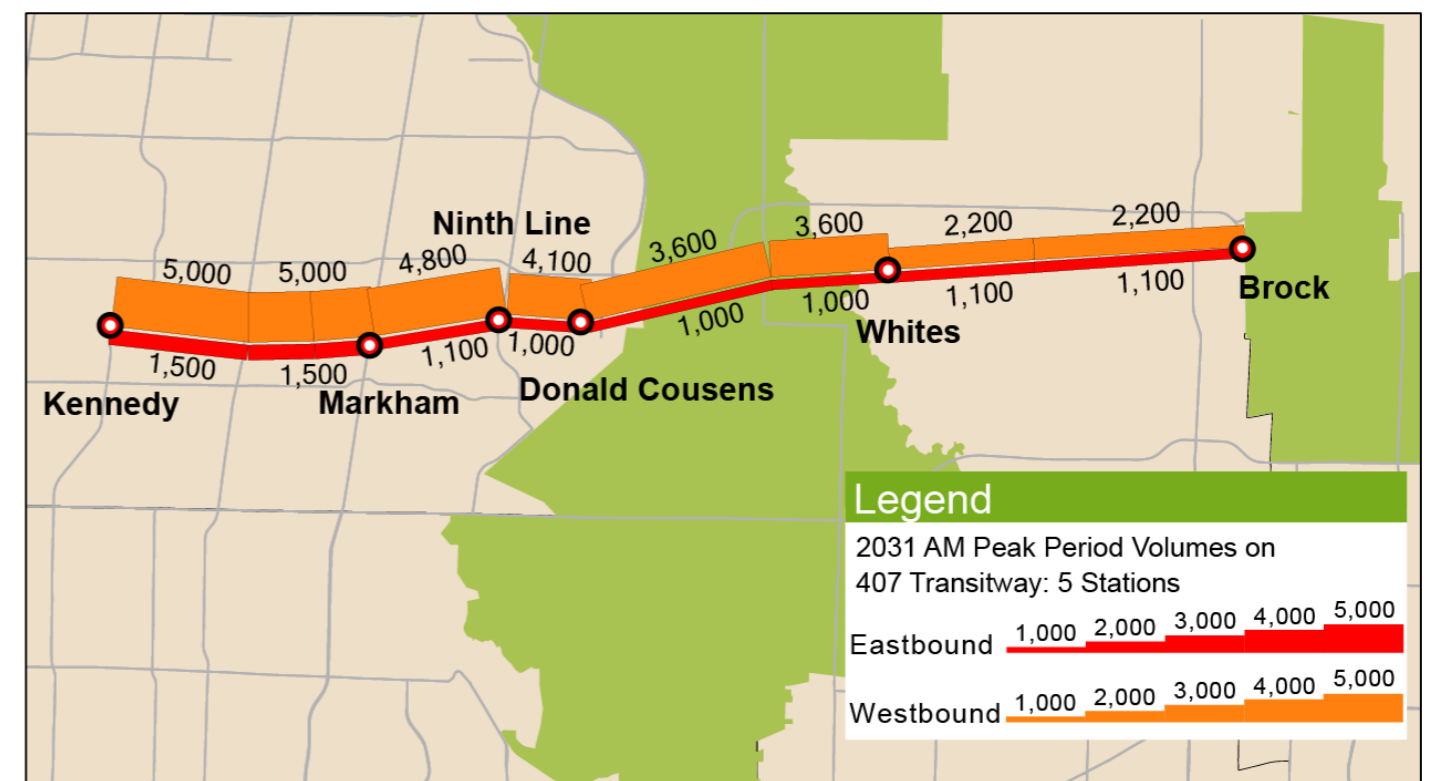 Ninth Line
5,000
5,000
4,800
4,100
3,600
3,600
2,200
2,200
1,500
1,500
1,100
1,000
1,000
1,000
1,100
1,100
Kennedy
Markham
Donald Cousens
Whites
Brock
Legend
2031 AM Peak Period Volumes on
407 Transitway: 5 Stations
Eastbound 1,000 2,000 3,000 4,000 5,000
Westbound 1,000 2,000 3,000 4,000 5,000